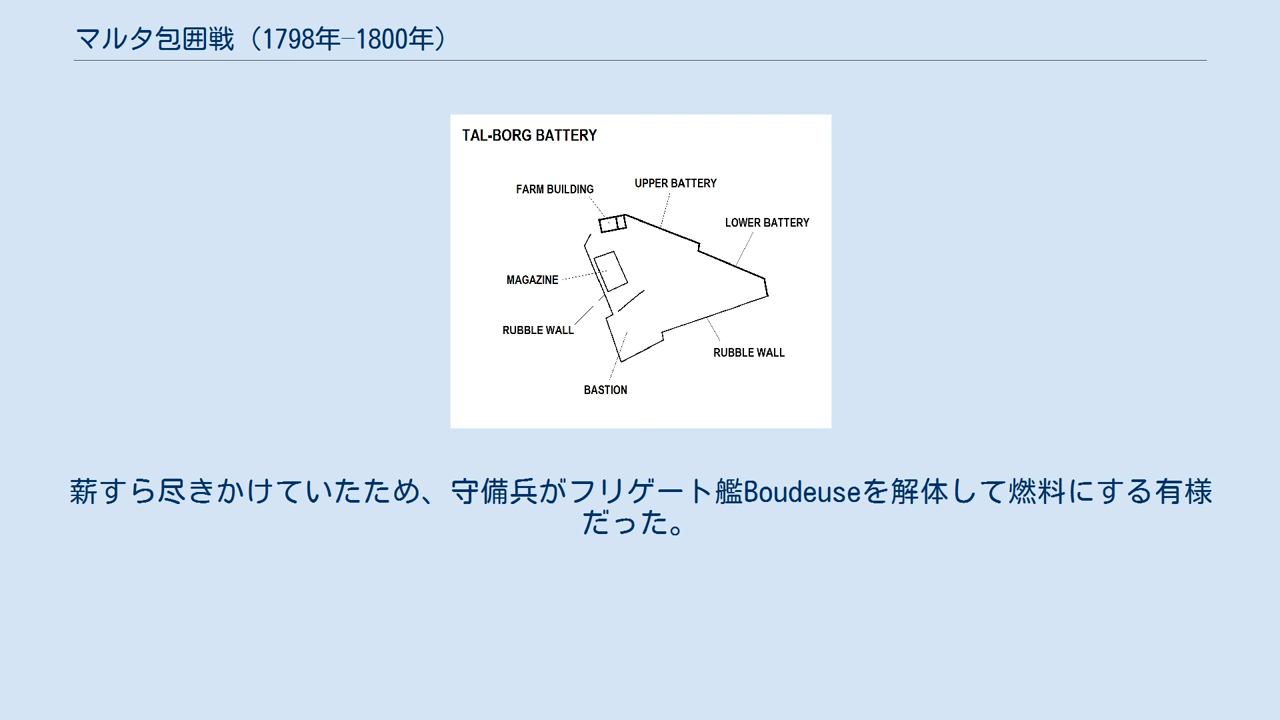 マルタ包囲戦（1798年–1800年）
TAL-BORG BATTERY
FARM BUILDING
UPPER BATTERY
LOWER BATTERY
MAGAZINE
RUBBLE WALL
RUBBLE WALL
BASTION
薪すら尽きかけていたため、守備兵がフリゲート艦Boudeuseを解体して燃料にする有様
だった。